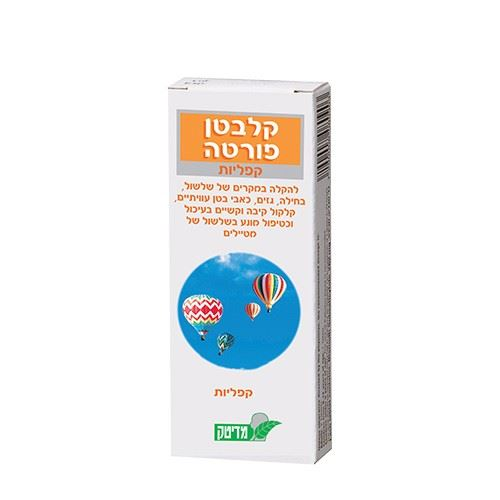 קלבטן
פורטה
קפליות
להקלה במקרים של שלשול,
בחילה, גזים, כאבי בטן עוויתיים,
קלקול קיבה וקשיים בעיכול
וכטיפול מונע בשלשול של
מטיילים
קפליות
מדיטק